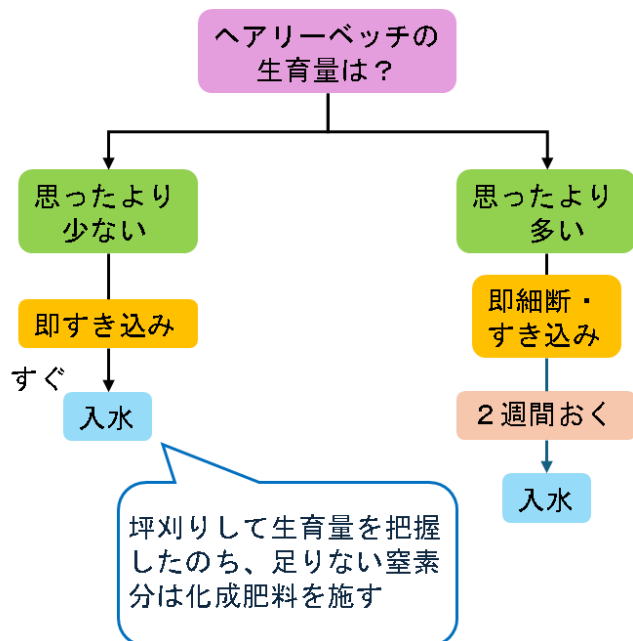 ヘアリーベッチの
生育量は？
思ったより
少ない
即すき込み
すぐ
入水
坪刈りして生育量を把握
したのち、足りない窒素
分は化成肥料を施す
思ったより
多い
即細断・
すき込み
２週間おく
入水